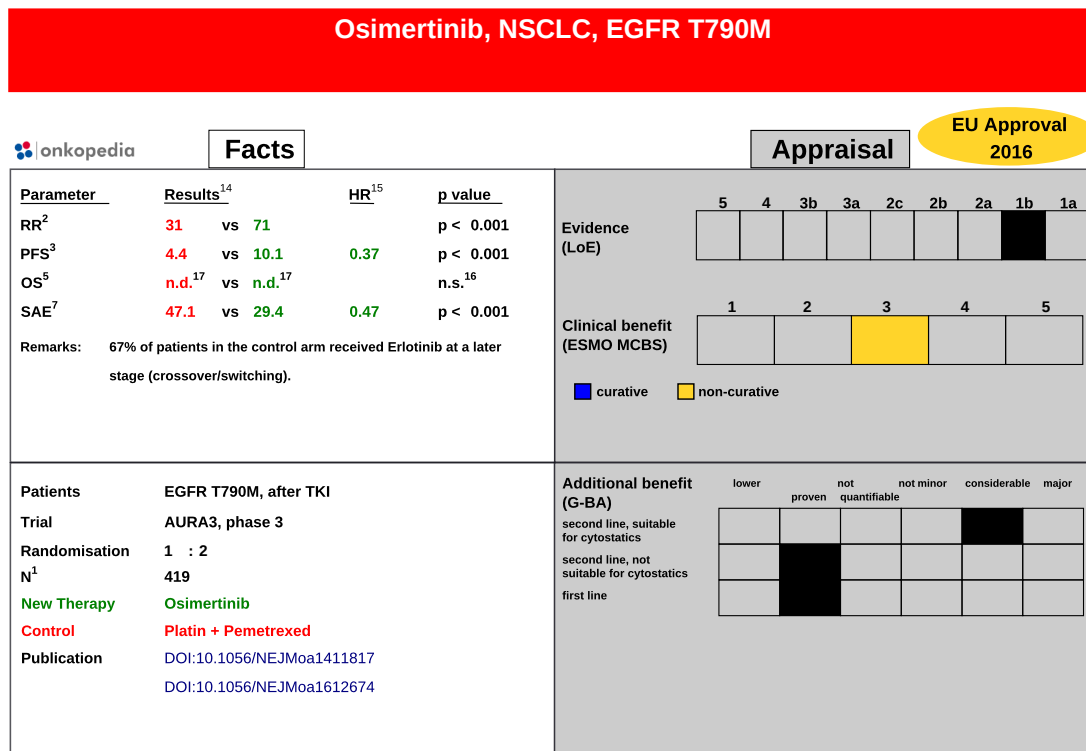 Osimertinib, NSCLC, EGFR T790M
onkopedia
Facts
Parameter Results14 HR15 p value
RR2 31 vs 71 p < 0.001
PFS3 4.4 vs 10.1 0.37 p < 0.001
OS5 n.d.17 vs n.d.17 n.s.16
SAE7 47.1 vs 29.4 0.47 p < 0.001
Remarks: 67% of patients in the control arm received Erlotinib at a later
stage (crossover/switching).
Patients EGFR T790M, after TKI
Trial AURA3, phase 3
Randomisation 1 : 2
N1 419
New Therapy Osimertinib
Control Platin + Pemetrexed
Publication DOI:10.1056/NEJMoa1411817
DOI:10.1056/NEJMoa1612674
Appraisal
EU Approval
2016
5 4 3b 3a 2c 2b 2a 1b 1a
Evidence
(LoE)
1 2 3 4 5
Clinical benefit
(ESMO MCBS)
curative non-curative
Additional benefit
(G-BA)
lower not not minor considerable major
proven quantifiable
second line, suitable
for cytostatics
second line, not
suitable for cytostatics
first line